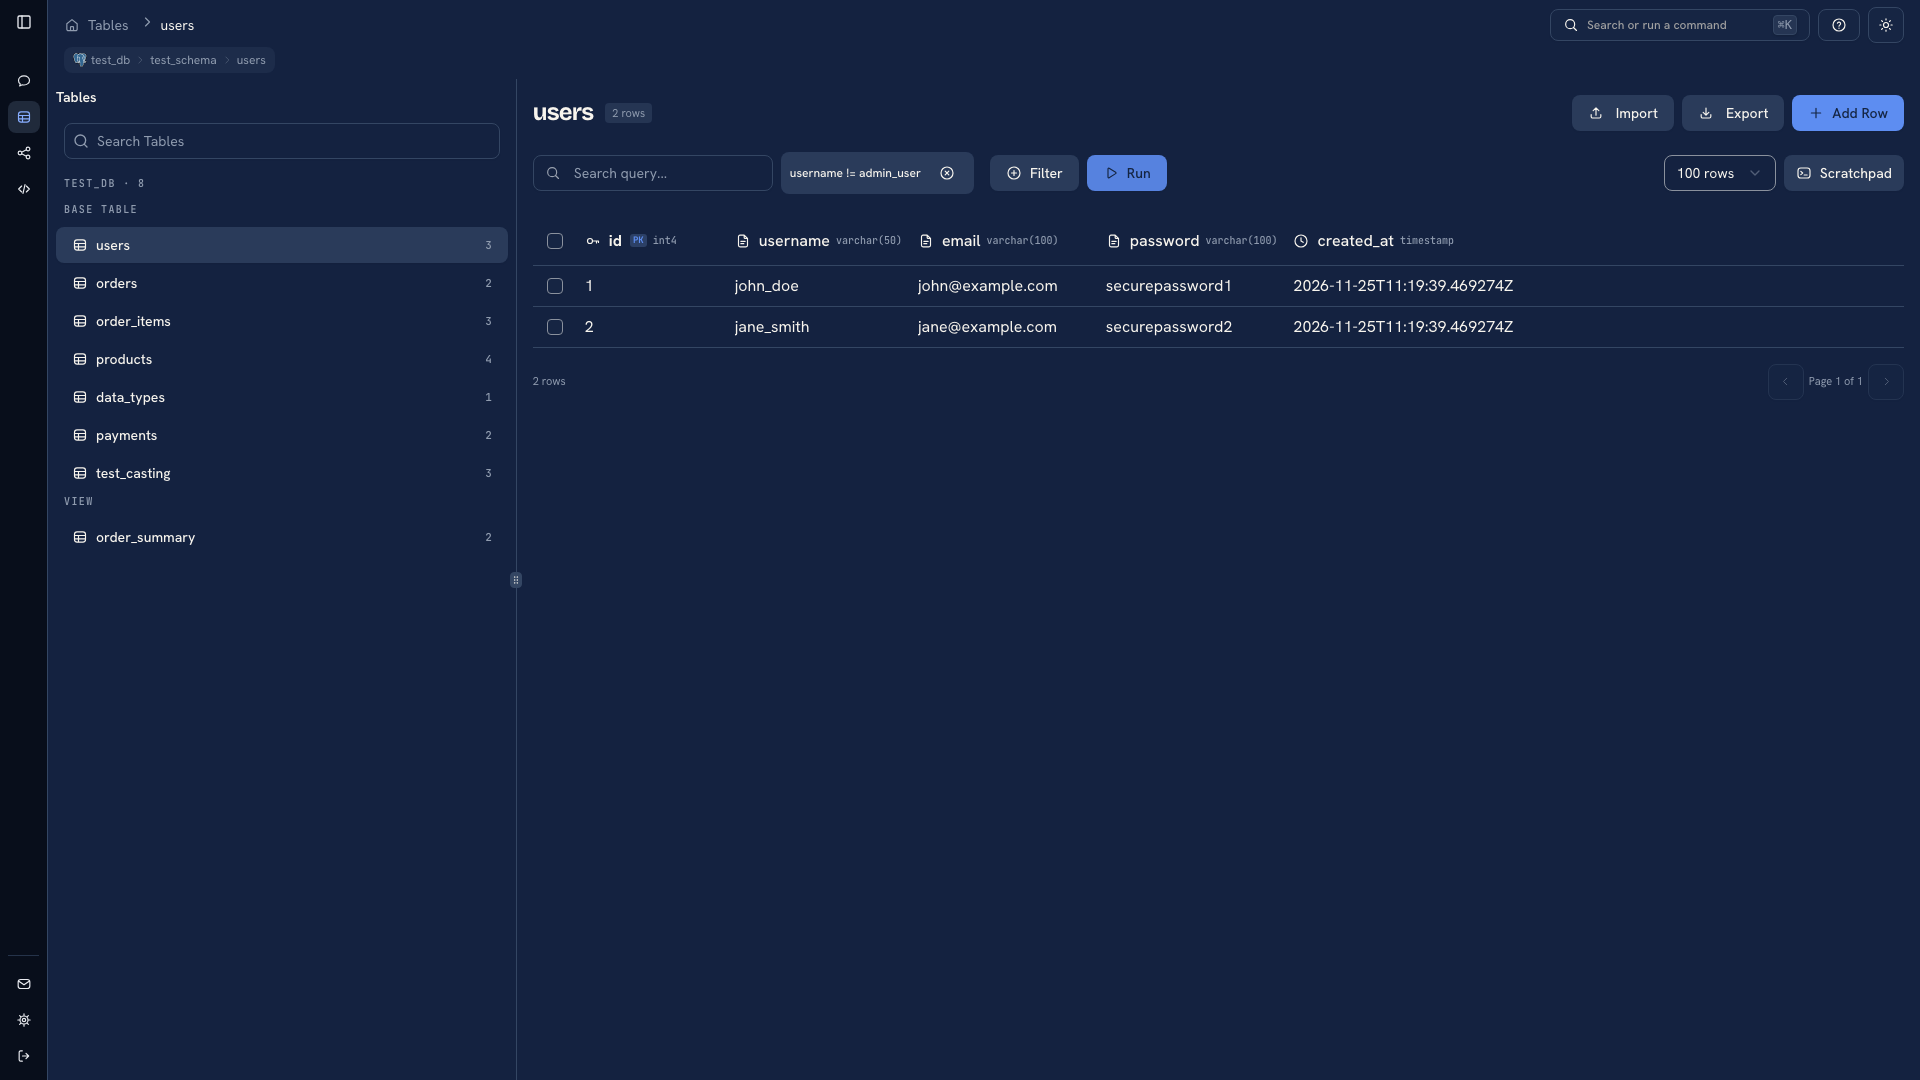 Tables > users
Search or run a command ⌘K
test_db > test_schema > users
Tables
Search Tables
TEST_DB · 8
BASE TABLE
users 3
orders 2
order_items 3
products 4
data_types 1
payments 2
test_casting 3
VIEW
order_summary 2
users 2 rows
Import
Export
Add Row
Search query...
username != admin_user
Filter
Run
100 rows
Scratchpad
id PK int4 username varchar(50) email varchar(100) password varchar(100) created_at timestamp
1 john_doe john@example.com securepassword1 2026-11-25T11:19:39.469274Z
2 jane_smith jane@example.com securepassword2 2026-11-25T11:19:39.469274Z
2 rows
Page 1 of 1